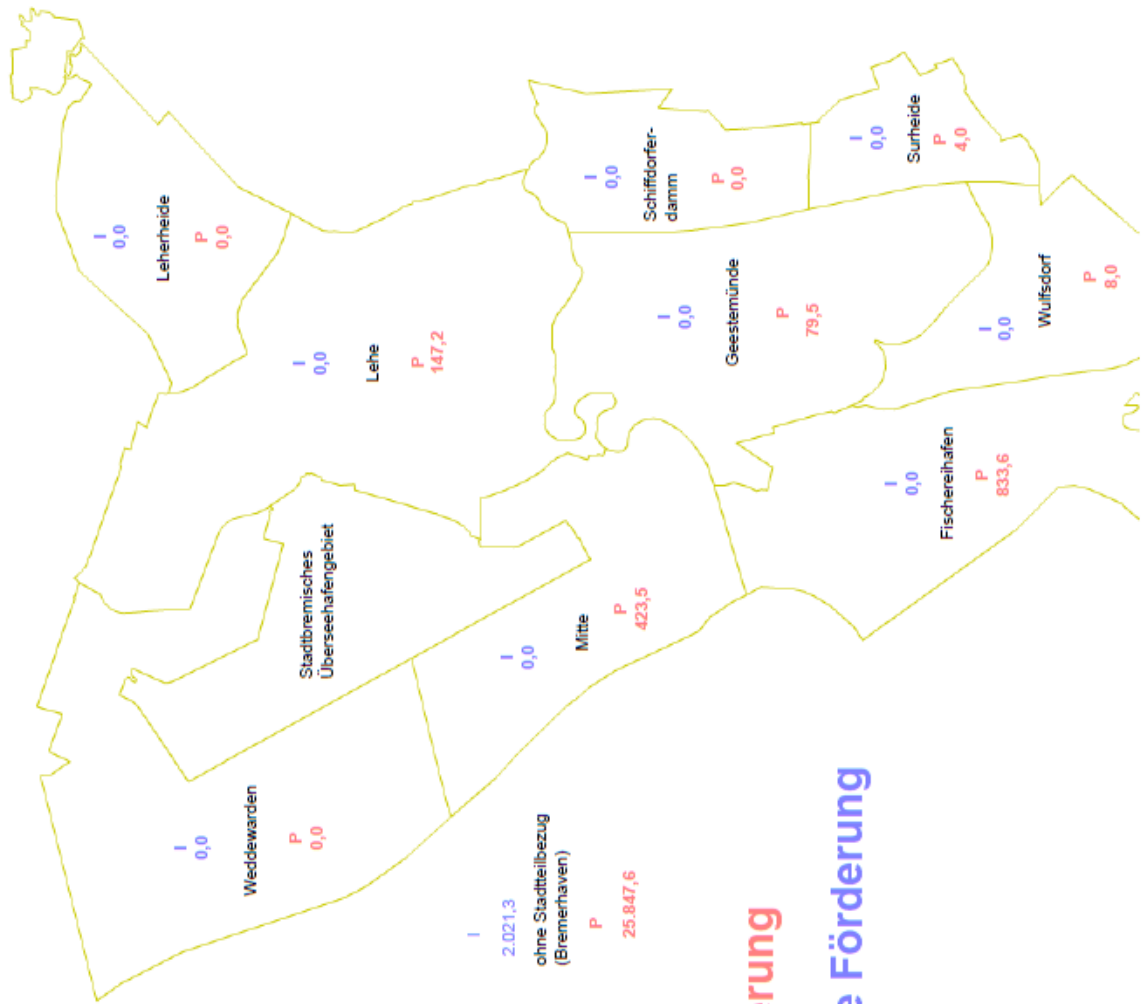 I
0,0
Leherheide
P
0,0
I
0,0
Lehe
P
147,2
Stadtbremisches
Überseehafengebiet
I
0,0
Weddewarden
P
0,0
I
0,0
Schiffdorfer-
damm
P
0,0
I
0,0
Surheide
P
4,0
I
0,0
Geestemünde
P
79,5
I
0,0
Wulfsdorf
P
8,0
I
0,0
Mitte
P
423,5
I
0,0
Fischereihafen
P
833,6
I
2.021,3
ohne Stadtteilbezug
(Bremerhaven)
P
25.847,6
rung
e Förderung